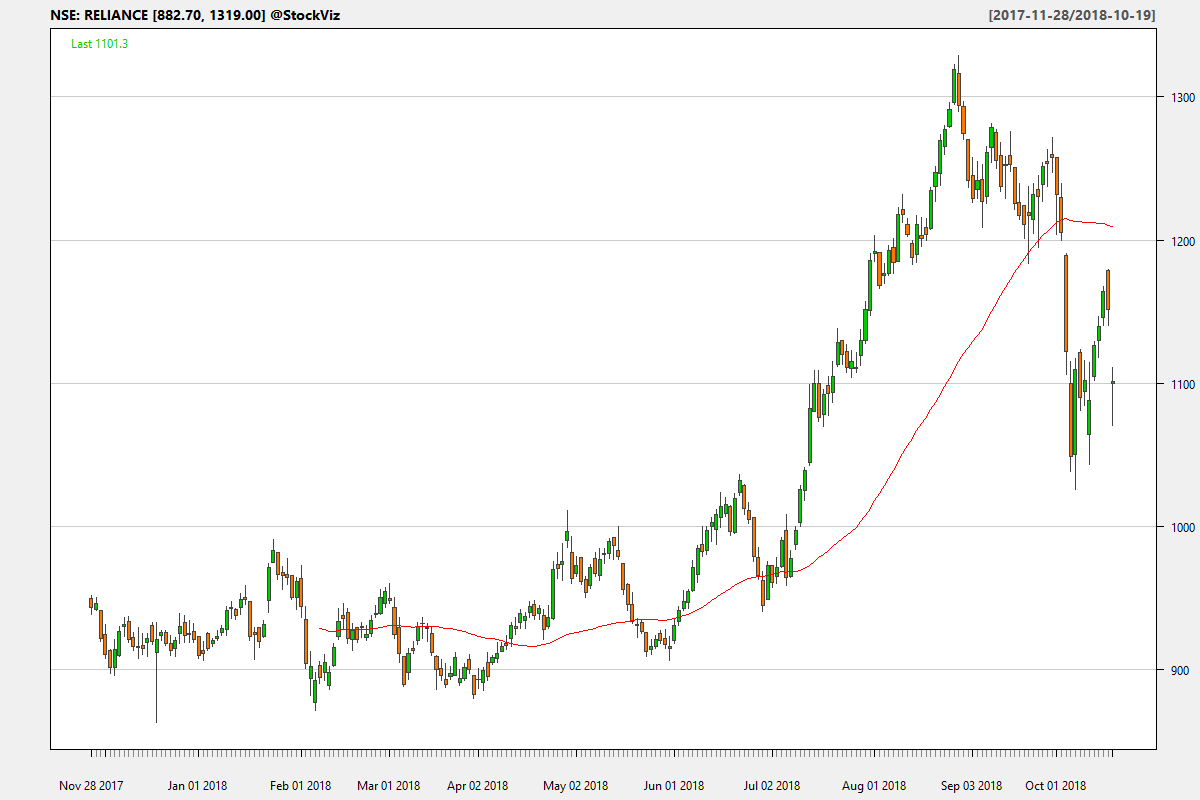 NSE: RELIANCE [882.70, 1319.00] @StockViz
[2017-11-28/2018-10-19]
Last 1101.3
1300
1200
1100
1000
900
Nov 28 2017
Jan 01 2018
Feb 01 2018
Mar 01 2018
Apr 02 2018
May 02 2018
Jun 01 2018
Jul 02 2018
Aug 01 2018
Sep 03 2018
Oct 01 2018